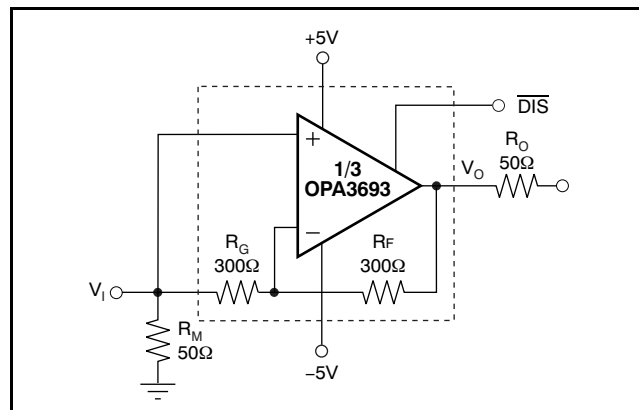 +5V
DIS
+
1/3
OPA3693
−
V_O
R_O
50Ω
R_G
300Ω
R_F
300Ω
V_I
R_M
50Ω
−5V